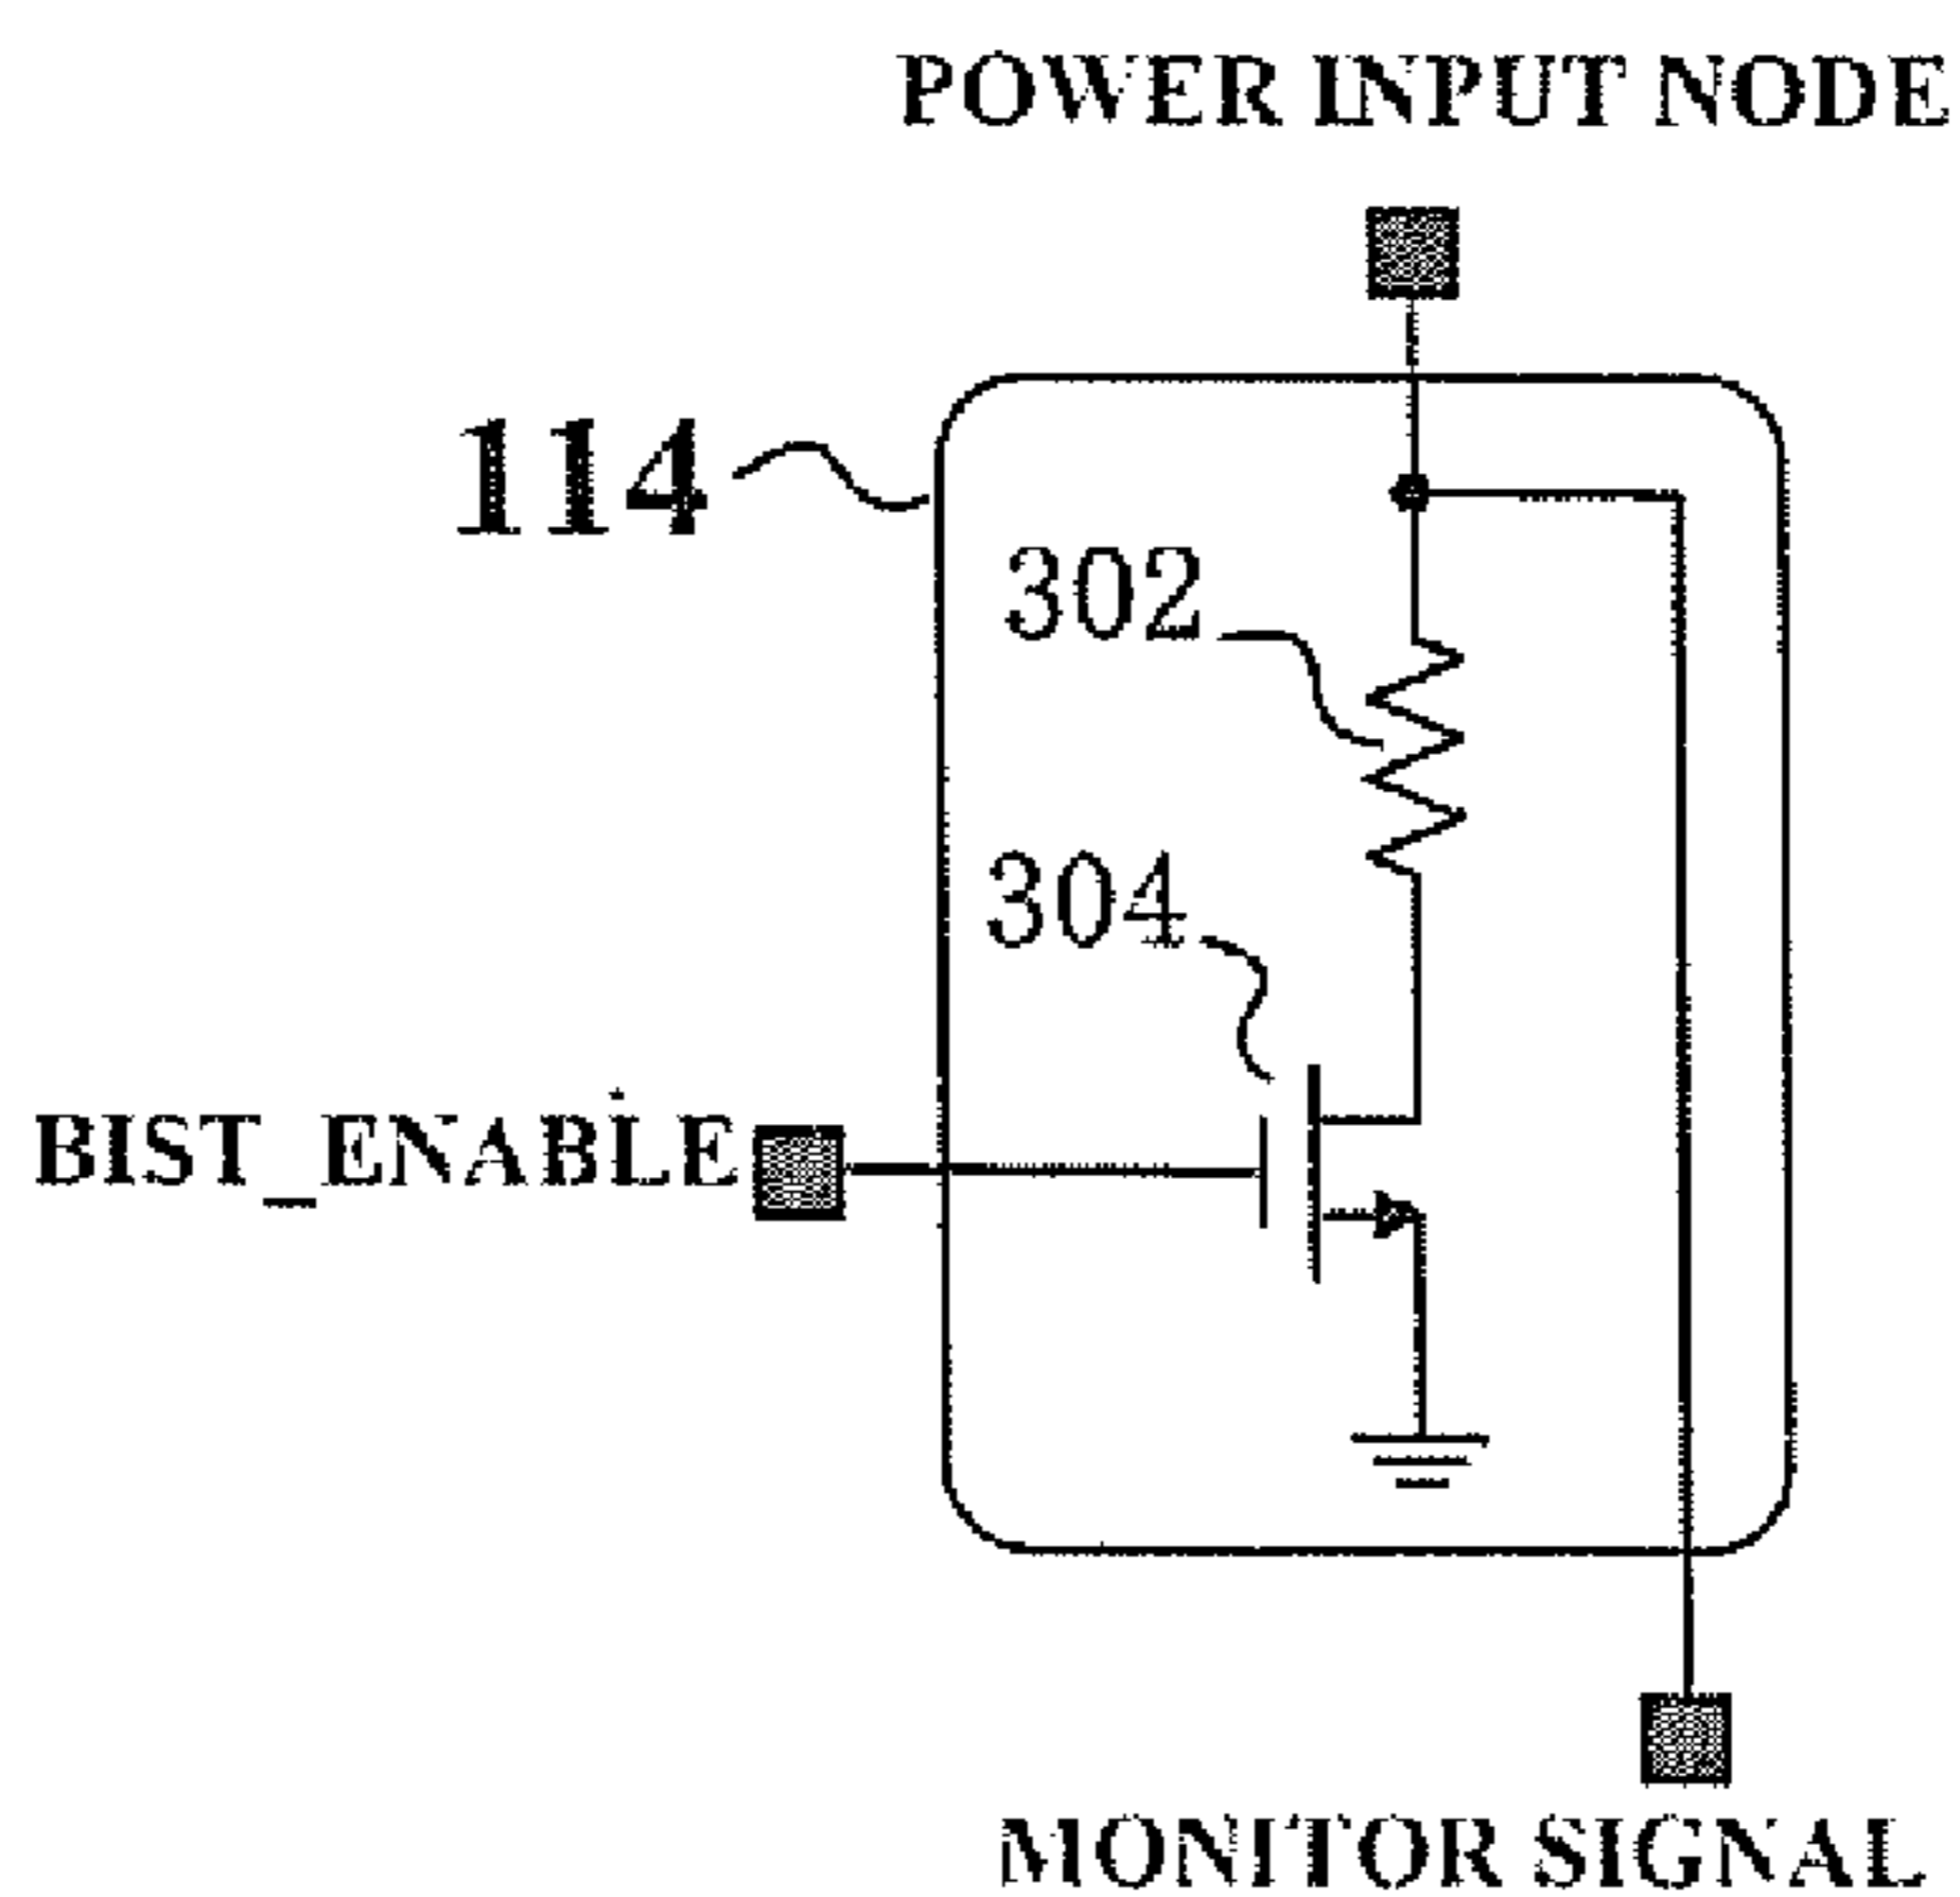 POWER INPUT NODE
114
302
304
BIST_ENABLE
MONITOR SIGNAL